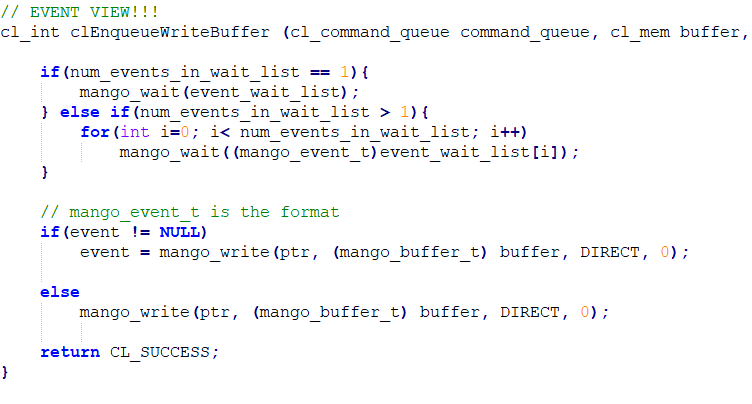 // EVENT VIEW!!!
cl_int clEnqueueWriteBuffer (cl_command_queue command_queue, cl_mem buffer,
if(num_events_in_wait_list == 1){
mango_wait(event_wait_list);
} else if(num_events_in_wait_list > 1){
for(int i=0; i< num_events_in_wait_list; i++)
mango_wait((mango_event_t)event_wait_list[i]);
}
// mango_event_t is the format
if(event != NULL)
event = mango_write(ptr, (mango_buffer_t) buffer, DIRECT, 0);
else
mango_write(ptr, (mango_buffer_t) buffer, DIRECT, 0);
return CL_SUCCESS;
}